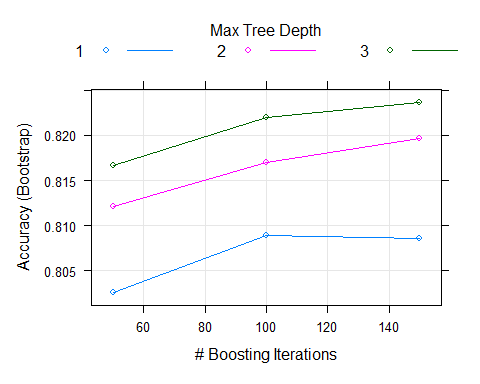 Max Tree Depth
1 2 3
Accuracy (Bootstrap)
0.820
0.815
0.810
0.805
60 80 100 120 140
# Boosting Iterations